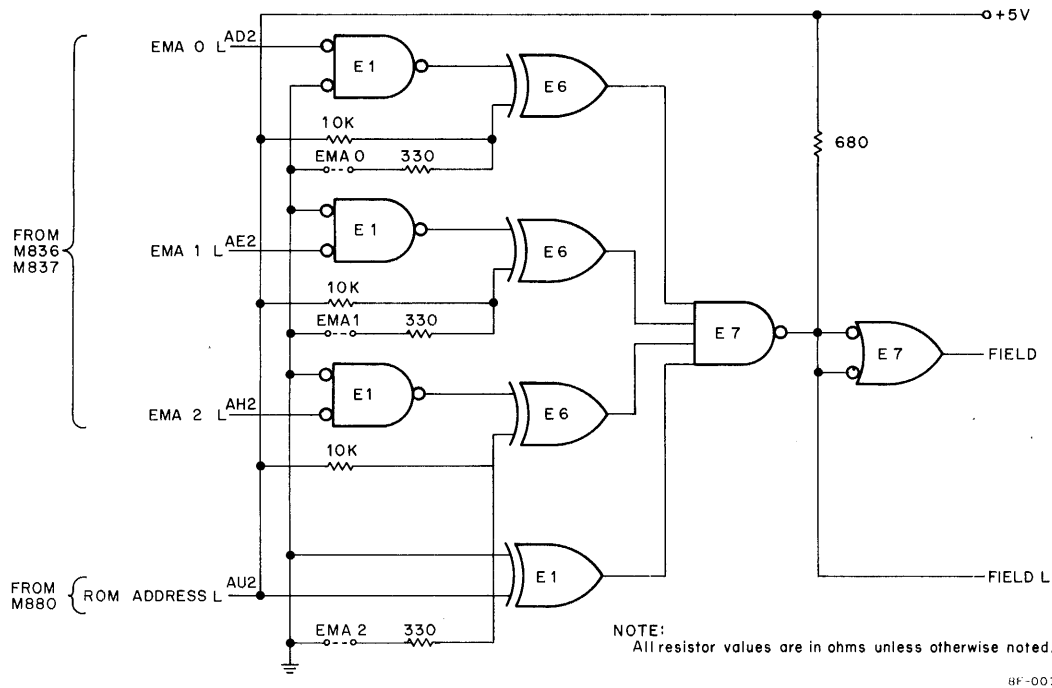 +5V
EMA 0 L AD2
E1
E6
10K
EMA 0 330
680
FROM
M836
M837
EMA 1 L AE2
E1
E6
10K
EMA 1 330
E7
E7
FIELD
EMA 2 L AH2
E1
E6
10K
E1
FROM
M880
ROM ADDRESS L AU2
FIELD L
EMA 2 330
NOTE:
All resistor values are in ohms unless otherwise noted.